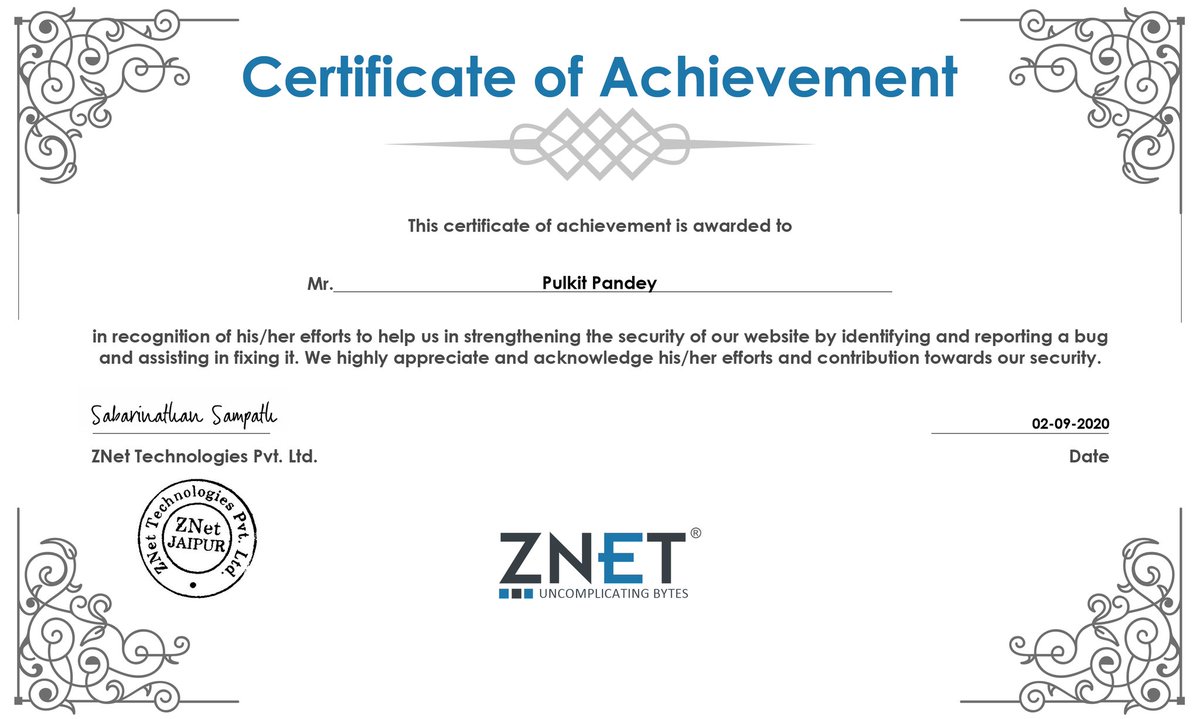 Certificate of Achievement
This certificate of achievement is awarded to
Mr. Pulkit Pandey
in recognition of his/her efforts to help us in strengthening the security of our website by identifying and reporting a bug
and assisting in fixing it. We highly appreciate and acknowledge his/her efforts and contribution towards our security.
Sabarinathan Sampath
02-09-2020
ZNet Technologies Pvt. Ltd.
Date
ZNet Technologies Pvt. Ltd.
ZNet
JAIPUR
ZNET®
UNCOMPLICATING BYTES